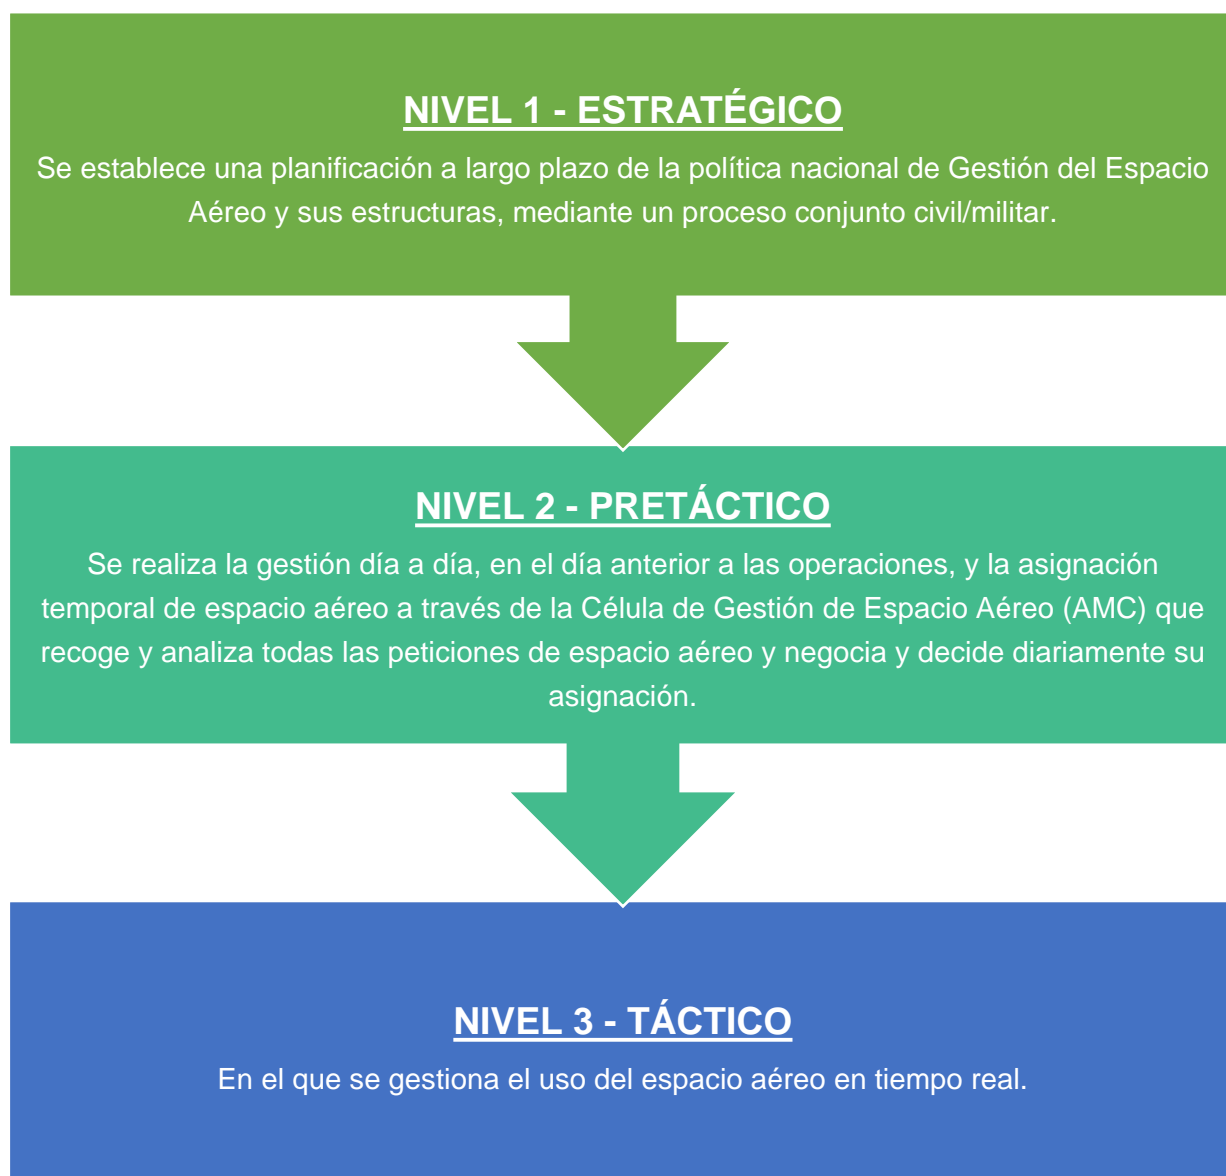 NIVEL 1 - ESTRATÉGICO
Se establece una planificación a largo plazo de la política nacional de Gestión del Espacio
Aéreo y sus estructuras, mediante un proceso conjunto civil/militar.
NIVEL 2 - PRETÁCTICO
Se realiza la gestión día a día, en el día anterior a las operaciones, y la asignación
temporal de espacio aéreo a través de la Célula de Gestión de Espacio Aéreo (AMC) que
recoge y analiza todas las peticiones de espacio aéreo y negocia y decide diariamente su
asignación.
NIVEL 3 - TÁCTICO
En el que se gestiona el uso del espacio aéreo en tiempo real.